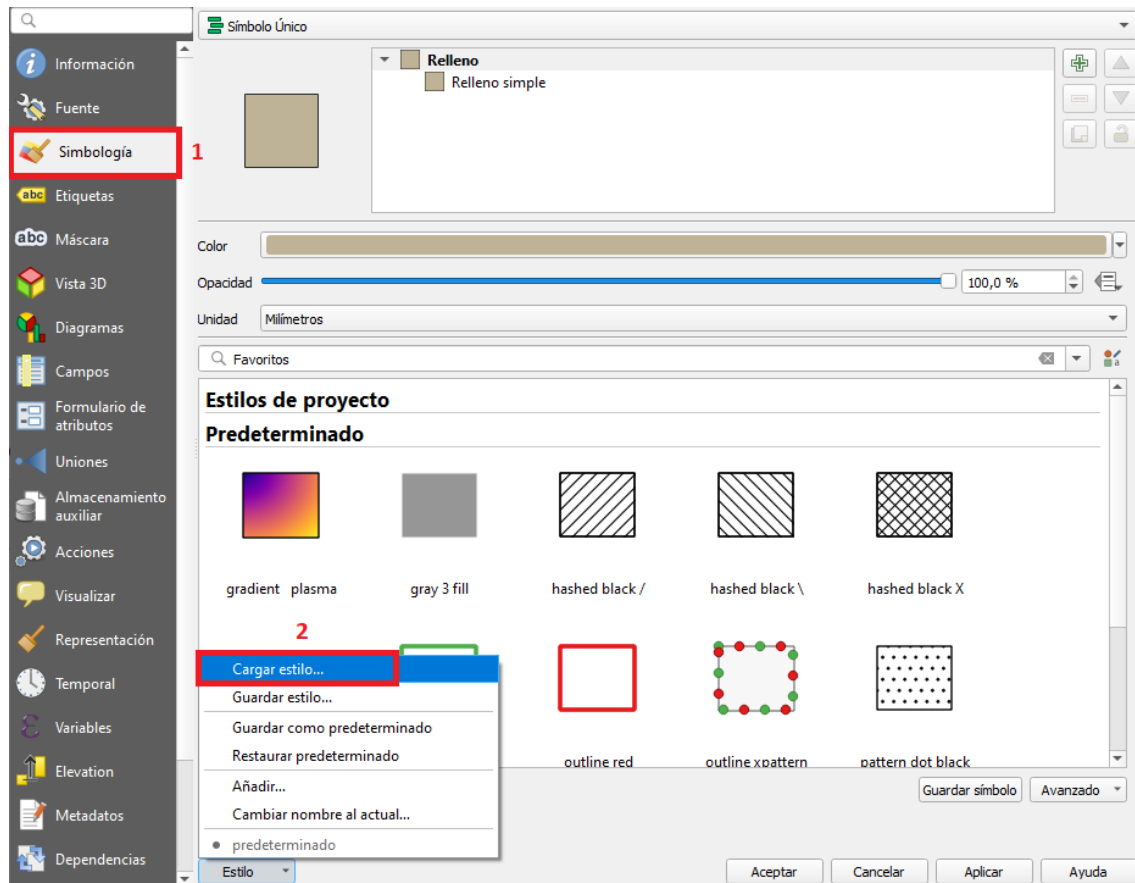 Información
Fuente
Simbología
1
Etiquetas
Máscara
Vista 3D
Diagramas
Campos
Formulario de
atributos
Uniones
Almacenamiento
auxiliar
Acciones
Visualizar
Representación
Temporal
Variables
Elevation
Metadatos
Dependencias
Símbolo Único
Relleno
Relleno simple
Color
Opacidad
100,0 %
Unidad
Milímetros
Favoritos
Estilos de proyecto
Predeterminado
gradient plasma
gray 3 fill
hashed black /
hashed black \
hashed black X
2
Cargar estilo...
Guardar estilo...
Guardar como predeterminado
Restaurar predeterminado
Añadir...
Cambiar nombre al actual...
predeterminado
outline red
outline xpattern
pattern dot black
Guardar símbolo
Avanzado
Estilo
Aceptar
Cancelar
Aplicar
Ayuda